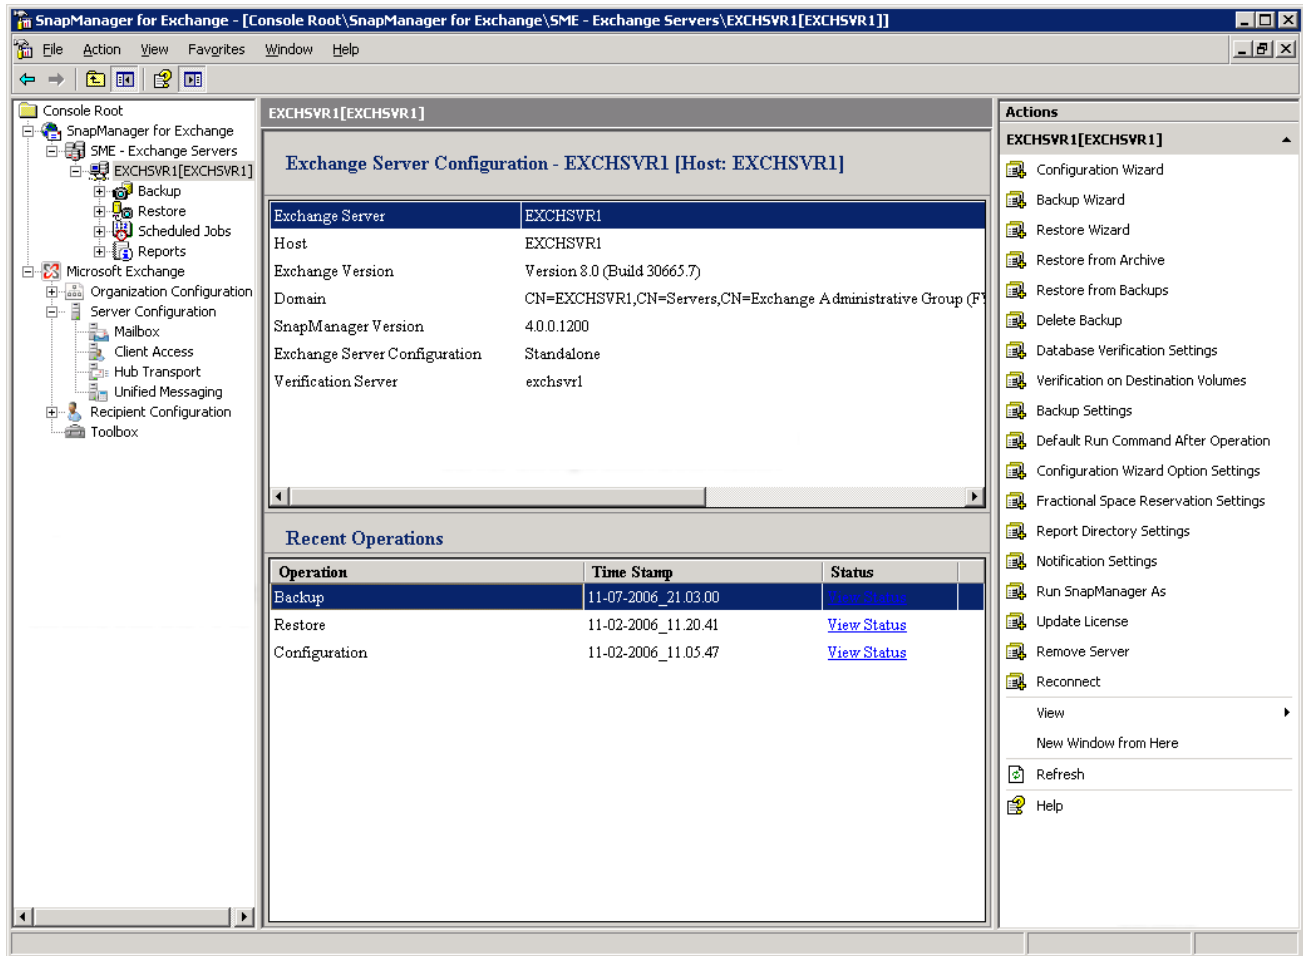 SnapManager for Exchange - [Console Root\SnapManager for Exchange\SME - Exchange Servers\EXCHSVR1[EXCHSVR1]]
File Action View Favorites Window Help
Console Root
SnapManager for Exchange
SME - Exchange Servers
EXCHSVR1[EXCHSVR1]
Backup
Restore
Scheduled Jobs
Reports
Microsoft Exchange
Organization Configuration
Server Configuration
Mailbox
Client Access
Hub Transport
Unified Messaging
Recipient Configuration
Toolbox
EXCHSVR1[EXCHSVR1]
Exchange Server Configuration - EXCHSVR1 [Host: EXCHSVR1]
Exchange Server EXCHSVR1
Host EXCHSVR1
Exchange Version Version 8.0 (Build 30665.7)
Domain CN=EXCHSVR1,CN=Servers,CN=Exchange Administrative Group (FY
SnapManager Version 4.0.0.1200
Exchange Server Configuration Standalone
Verification Server exchsvr1
Recent Operations
Operation Time Stamp Status
Backup 11-07-2006_21.03.00 View Status
Restore 11-02-2006_11.20.41 View Status
Configuration 11-02-2006_11.05.47 View Status
Actions
EXCHSVR1[EXCHSVR1]
Configuration Wizard
Backup Wizard
Restore Wizard
Restore from Archive
Restore from Backups
Delete Backup
Database Verification Settings
Verification on Destination Volumes
Backup Settings
Default Run Command After Operation
Configuration Wizard Option Settings
Fractional Space Reservation Settings
Report Directory Settings
Notification Settings
Run SnapManager As
Update License
Remove Server
Reconnect
View
New Window from Here
Refresh
Help